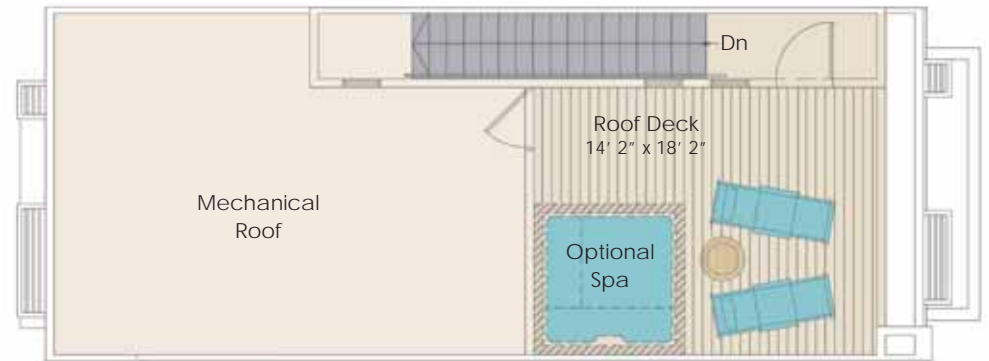 Dn
Roof Deck
14' 2" x 18' 2"
Mechanical
Roof
Optional
Spa